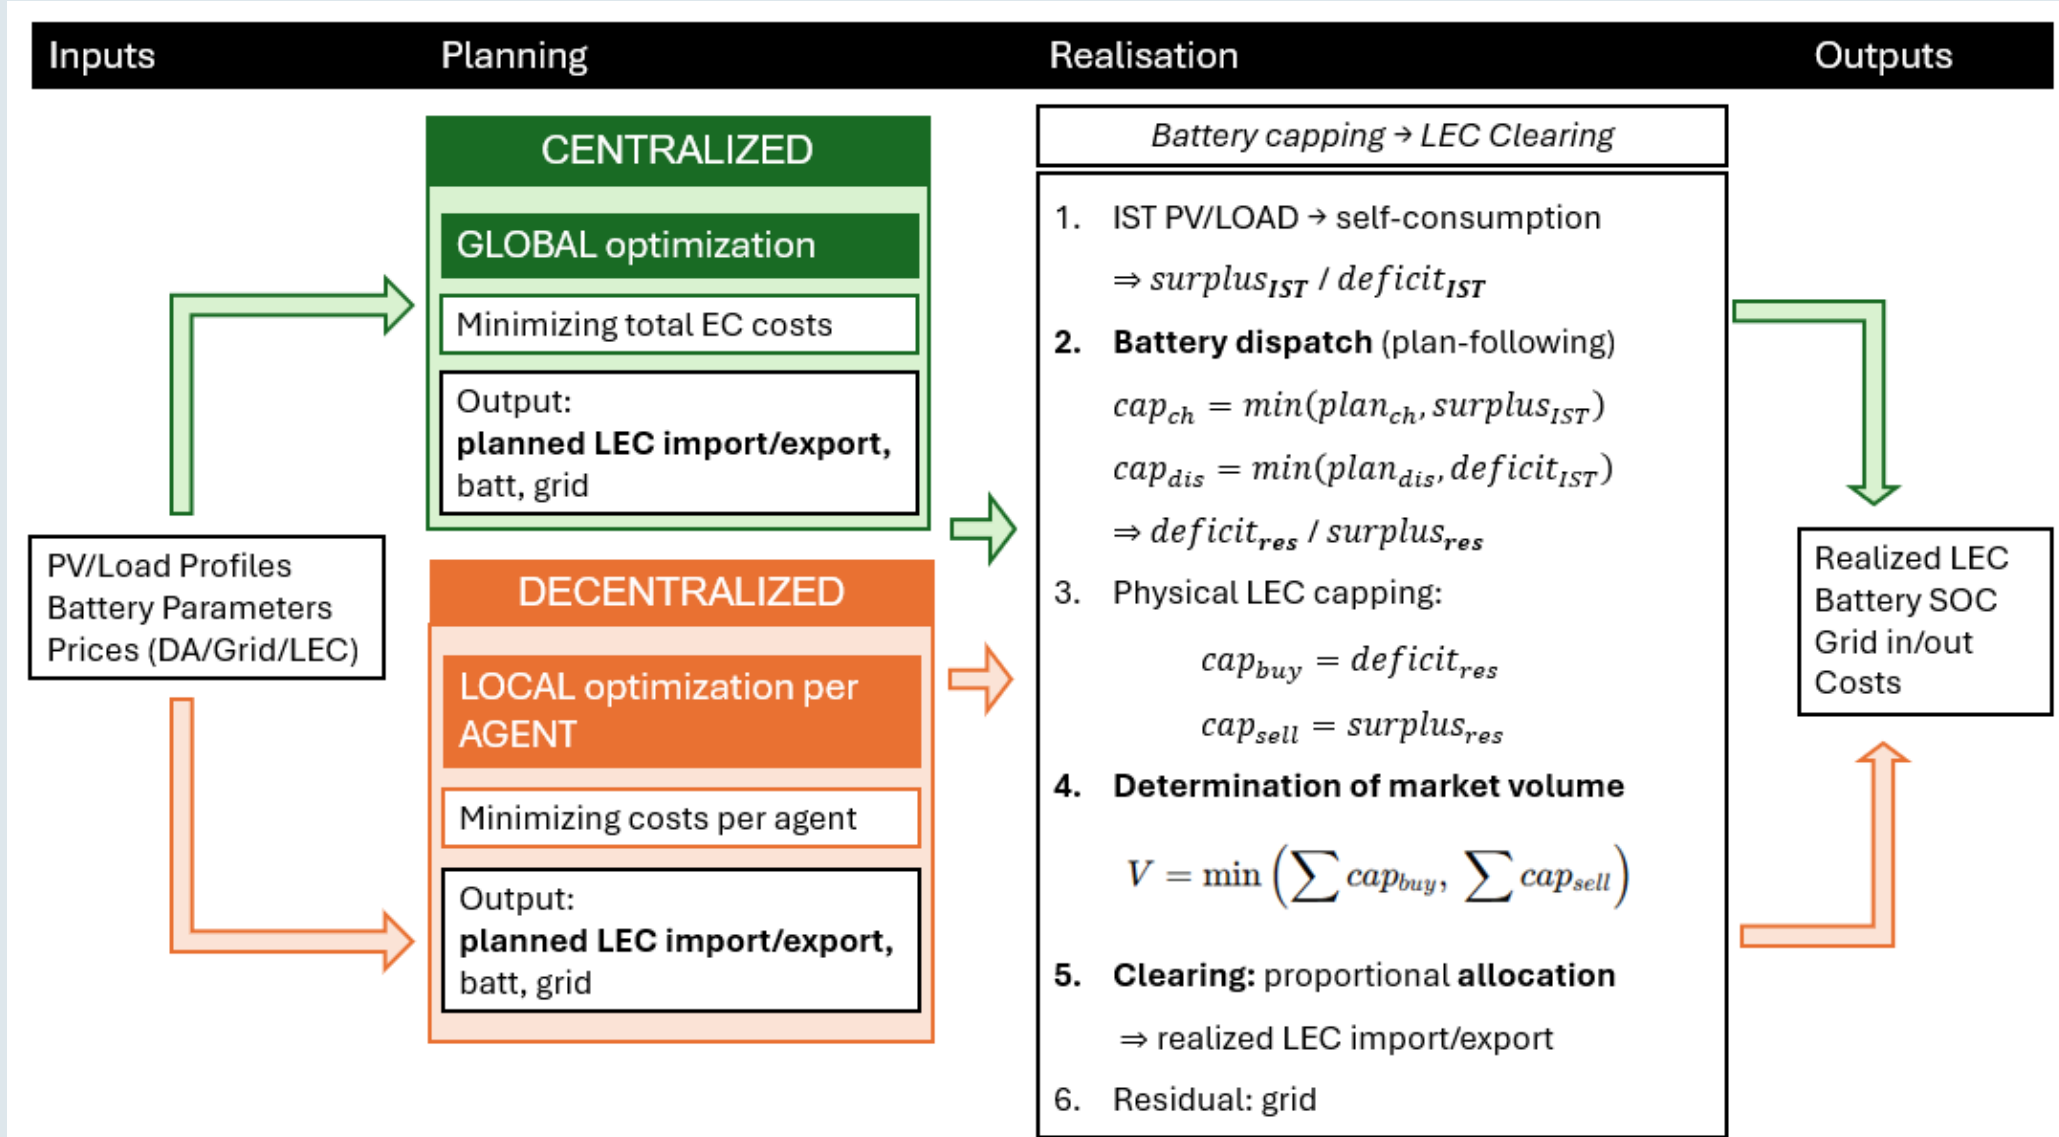 Inputs
Planning
Realisation
Outputs
PV/Load Profiles
Battery Parameters
Prices (DA/Grid/LEC)
CENTRALIZED
GLOBAL optimization
Minimizing total EC costs
Output:
planned LEC import/export,
batt, grid
DECENTRALIZED
LOCAL optimization per
AGENT
Minimizing costs per agent
Output:
planned LEC import/export,
batt, grid
Battery capping → LEC Clearing
1. IST PV/LOAD → self-consumption
⇒ surplus_IST / deficit_IST
2. Battery dispatch (plan-following)
cap_ch = min(plan_ch, surplus_IST)
cap_dis = min(plan_dis, deficit_IST)
⇒ deficit_res / surplus_res
3. Physical LEC capping:
cap_buy = deficit_res
cap_sell = surplus_res
4. Determination of market volume
V = min (∑ cap_buy, ∑ cap_sell)
5. Clearing: proportional allocation
⇒ realized LEC import/export
6. Residual: grid
Realized LEC
Battery SOC
Grid in/out
Costs